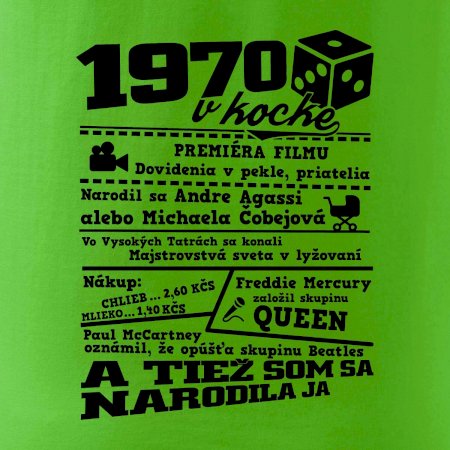 1970
v kocke
PREMIÉRA FILMU
Dovidenia v pekle, priatelia
Narodil sa Andre Agassi
alebo Michaela Čobejová
Vo Vysokých Tatrách sa konali
Majstrovstvá sveta v lyžovaní
Nákup:
CHLIEB ... 2,60 KČS
MLIEKO ... 1,40 KČS
Freddie Mercury
založil skupinu
QUEEN
Paul McCartney
oznámil, že opúšťa skupinu Beatles
A TIEŽ SOM SA
NARODILA JA